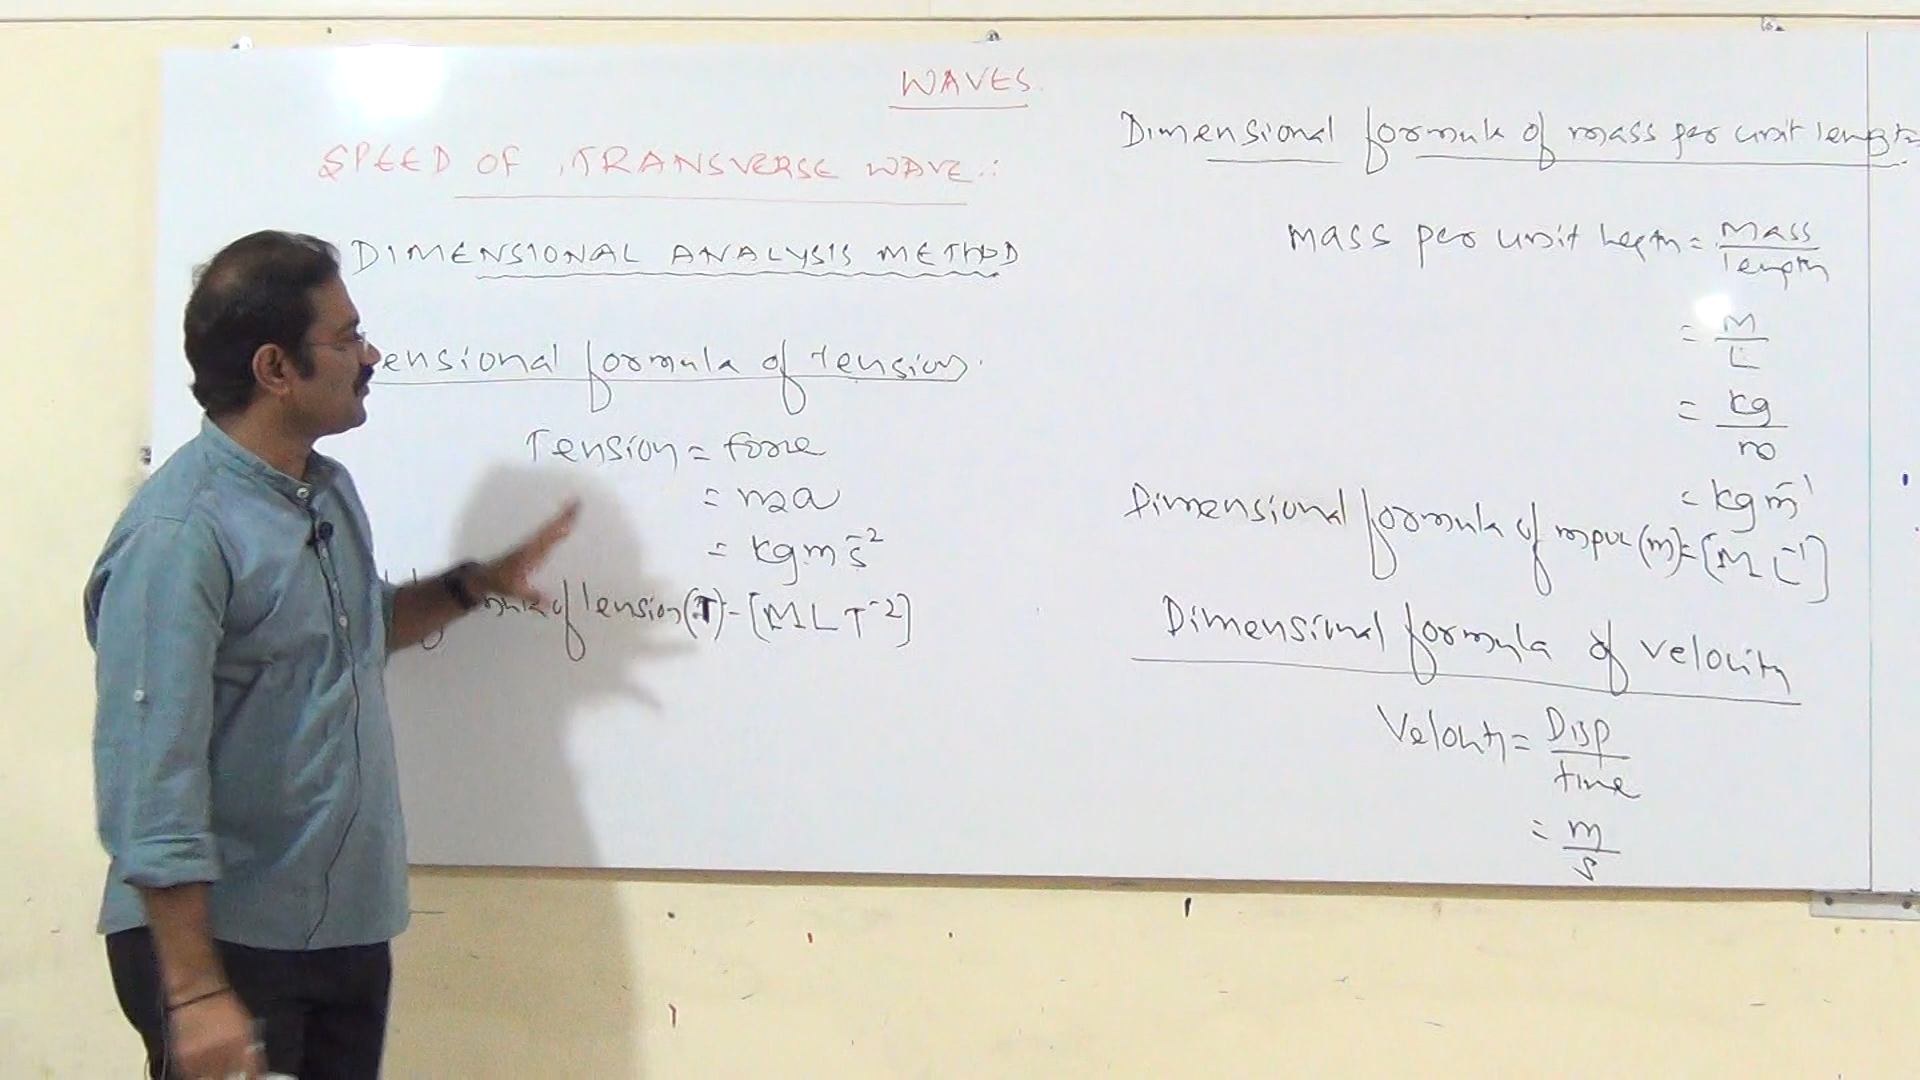 WAVES.
SPEED OF TRANSVERSE WAVE :
DIMENSIONAL ANALYSIS METHOD
ensional formula of Tension.
Tension = force
= ma
= kg m s⁻²
mula of Tension (T) = [M L T⁻²]
Dimensional formula of mass per unit length
mass per unit length = Mass / length
= M / L
= kg / m
= kg m⁻¹
Dimensional formula of mpul (m) = [M L⁻¹]
Dimensional formula of velocity
Velocity = Disp / time
= m / s